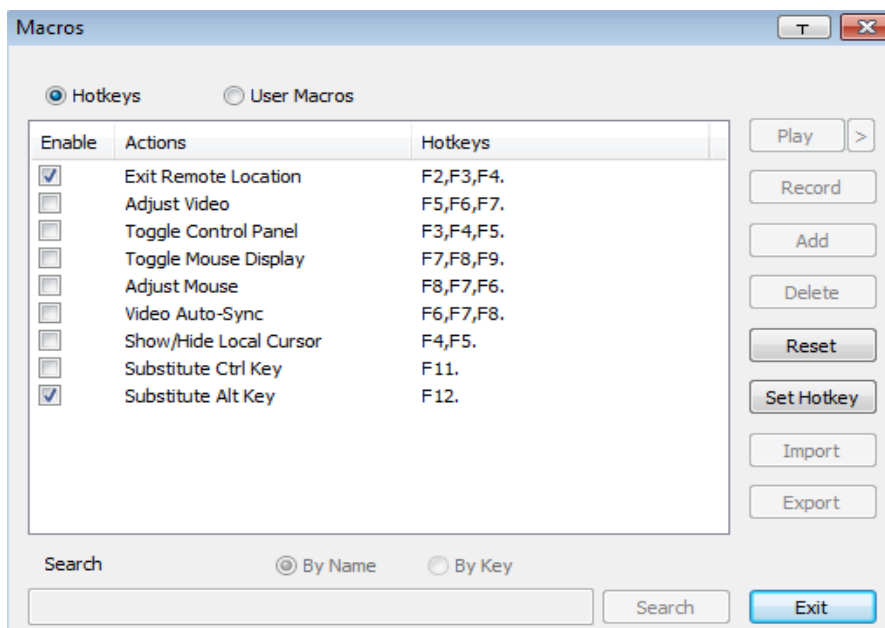 Macros
Hotkeys User Macros
Enable Actions Hotkeys
Exit Remote Location F2,F3,F4.
Adjust Video F5,F6,F7.
Toggle Control Panel F3,F4,F5.
Toggle Mouse Display F7,F8,F9.
Adjust Mouse F8,F7,F6.
Video Auto-Sync F6,F7,F8.
Show/Hide Local Cursor F4,F5.
Substitute Ctrl Key F11.
Substitute Alt Key F12.
Play >
Record
Add
Delete
Reset
Set Hotkey
Import
Export
Search By Name By Key
Search Exit